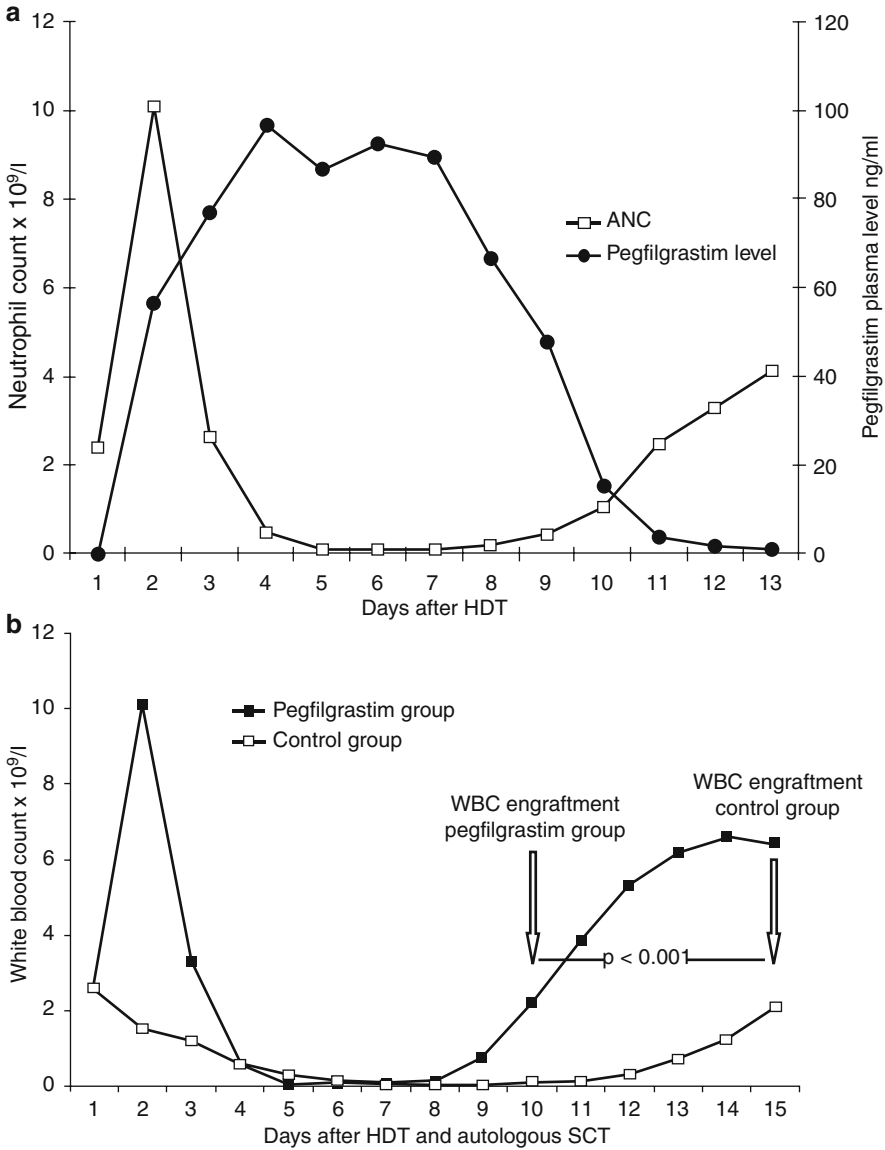 a
12
10
8
6
4
2
0
Neutrophil count x 10⁹/l
120
100
80
60
40
20
0
Pegfilgrastim plasma level ng/ml
ANC
Pegfilgrastim level
1 2 3 4 5 6 7 8 9 10 11 12 13
Days after HDT
b
12
10
8
6
4
2
0
White blood count x 10⁹/l
Pegfilgrastim group
Control group
WBC engraftment
pegfilgrastim group
WBC engraftment
control group
p < 0.001
1 2 3 4 5 6 7 8 9 10 11 12 13 14 15
Days after HDT and autologous SCT